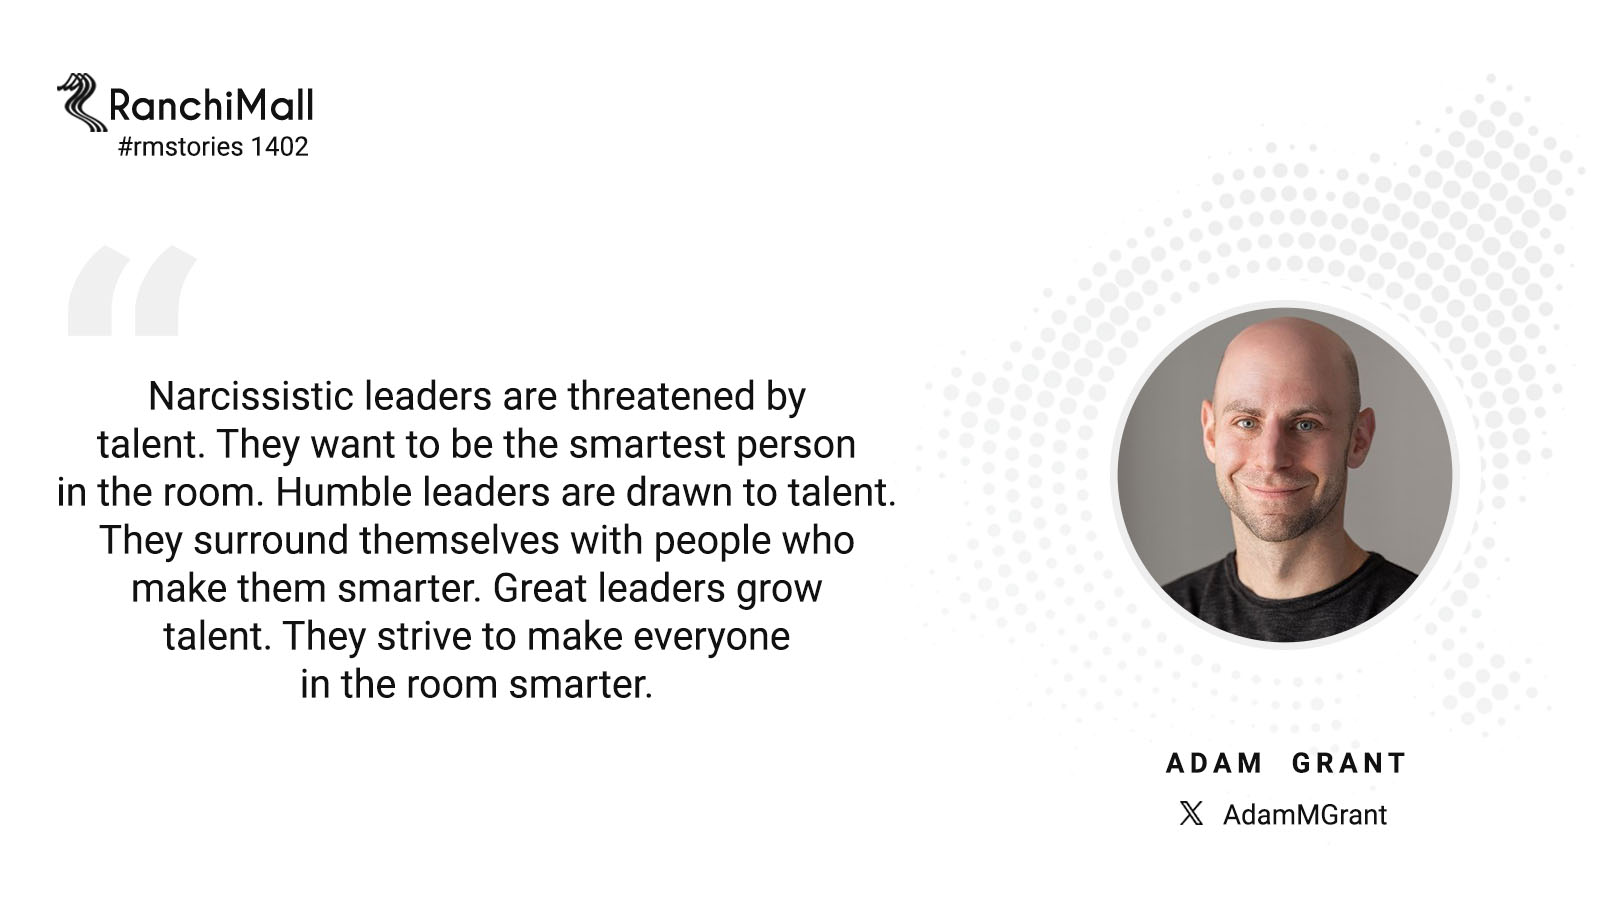 RanchiMall
#rmstories 1402
“
Narcissistic leaders are threatened by
talent. They want to be the smartest person
in the room. Humble leaders are drawn to talent.
They surround themselves with people who
make them smarter. Great leaders grow
talent. They strive to make everyone
in the room smarter.
ADAM GRANT
𝕏 AdamMGrant